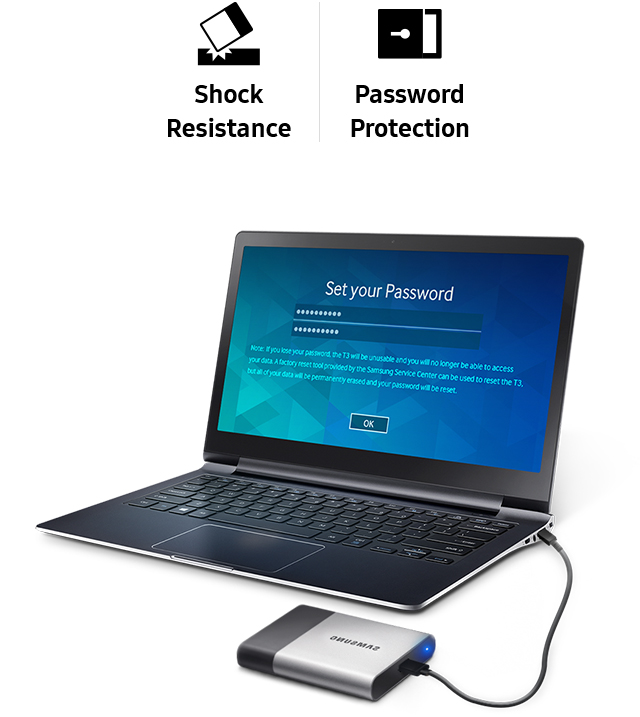 Shock
Resistance
Password
Protection
Set your Password
Note: If you lose your password, the T3 will be unusable and you will no longer be able to access
your data. A factory reset tool provided by the Samsung Service Center can be used to reset the T3,
but all of your data will be permanently erased and your password will be reset.
OK
SAMSUNG